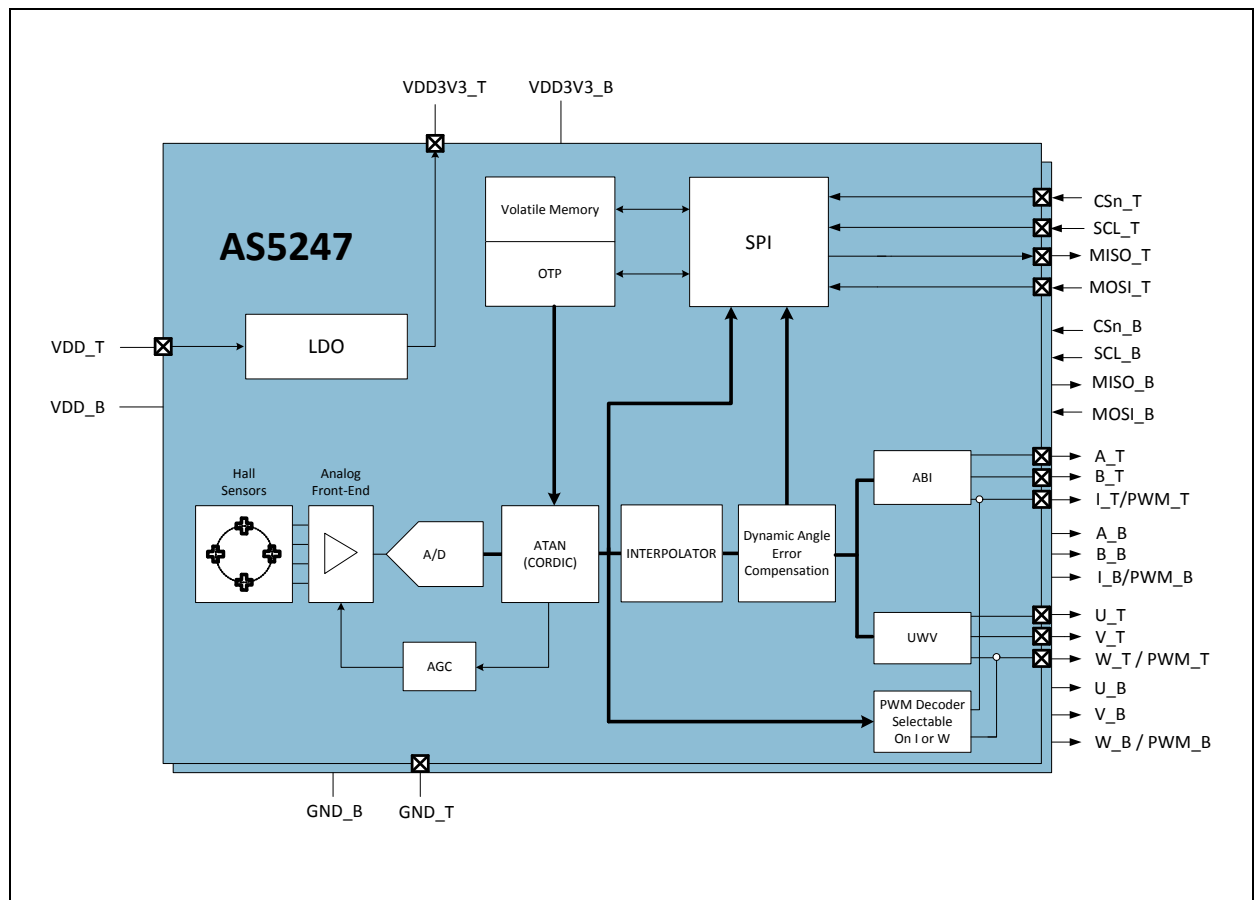 VDD3V3_T
VDD3V3_B
AS5247
Volatile Memory
OTP
SPI
CSn_T
SCL_T
MISO_T
MOSI_T
LDO
VDD_T
VDD_B
CSn_B
SCL_B
MISO_B
MOSI_B
Hall
Sensors
Analog
Front-End
A/D
ATAN
(CORDIC)
INTERPOLATOR
Dynamic Angle
Error
Compensation
AGC
ABI
A_T
B_T
I_T/PWM_T
A_B
B_B
I_B/PWM_B
UWV
U_T
V_T
W_T / PWM_T
PWM Decoder
Selectable
On I or W
U_B
V_B
W_B / PWM_B
GND_B
GND_T